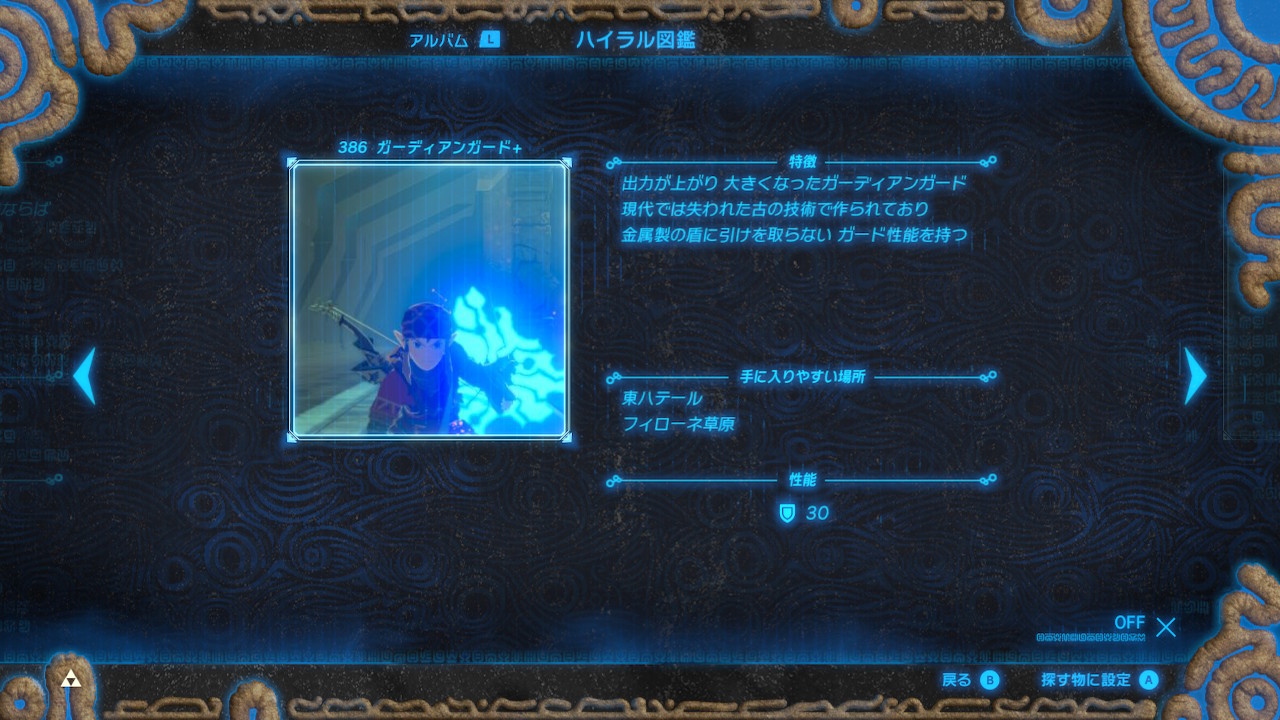 アルバム L
ハイラル図鑑
386 ガーディアンガード+
特徴
出力が上がり 大きくなったガーディアンガード
現代では失われた古の技術で作られており
金属製の盾に引けを取らない ガード性能を持つ
手に入りやすい場所
東ハテール
フィローネ草原
性能
30
ならば
OFF
戻る B
探す物に設定 A